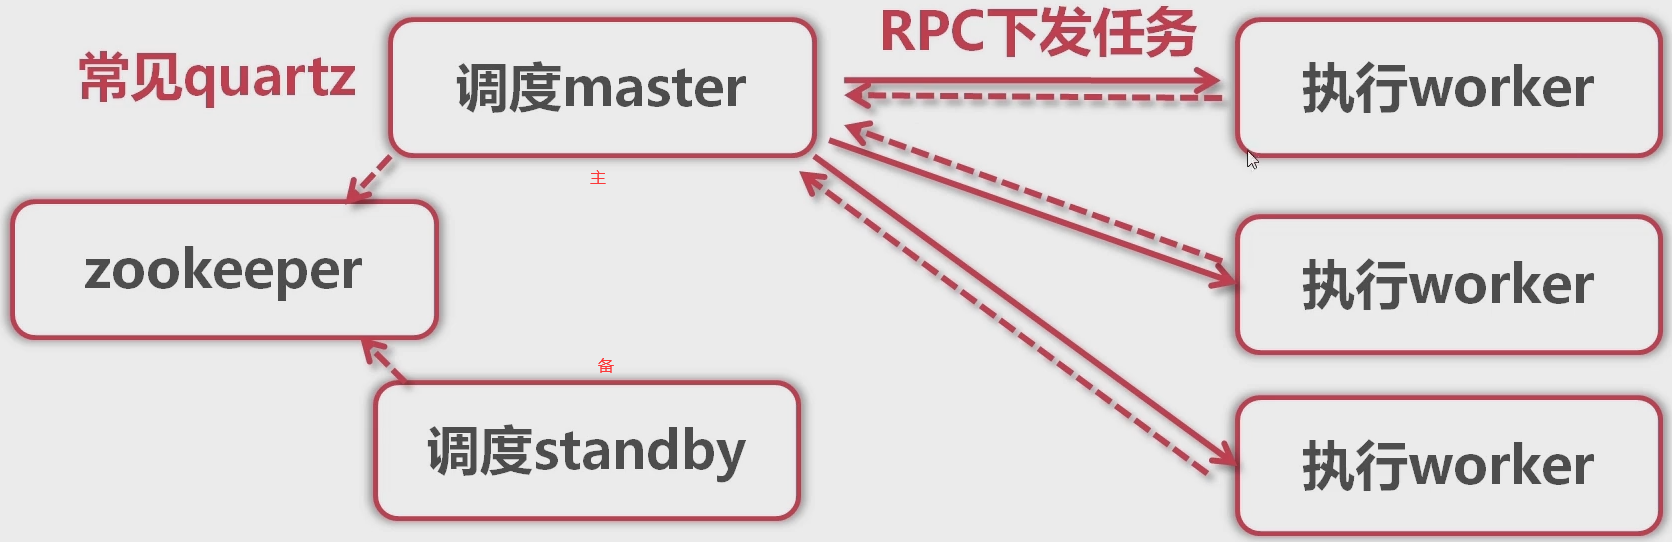 RPC下发任务
常见quartz
调度master
执行worker
主
zookeeper
执行worker
备
调度standby
执行worker